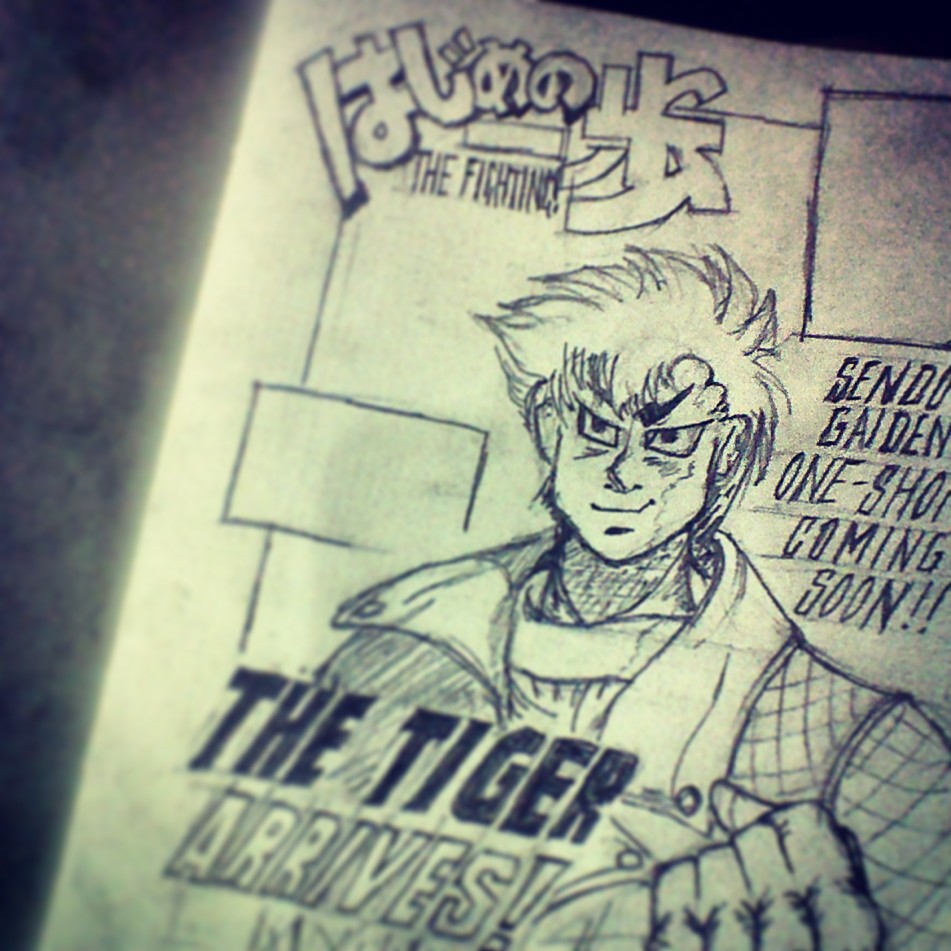 はじめの一歩
THE FIGHTING!
SENDO
GAIDEN
ONE-SHO
COMING
SOON!!
THE TIGER
ARRIVES!